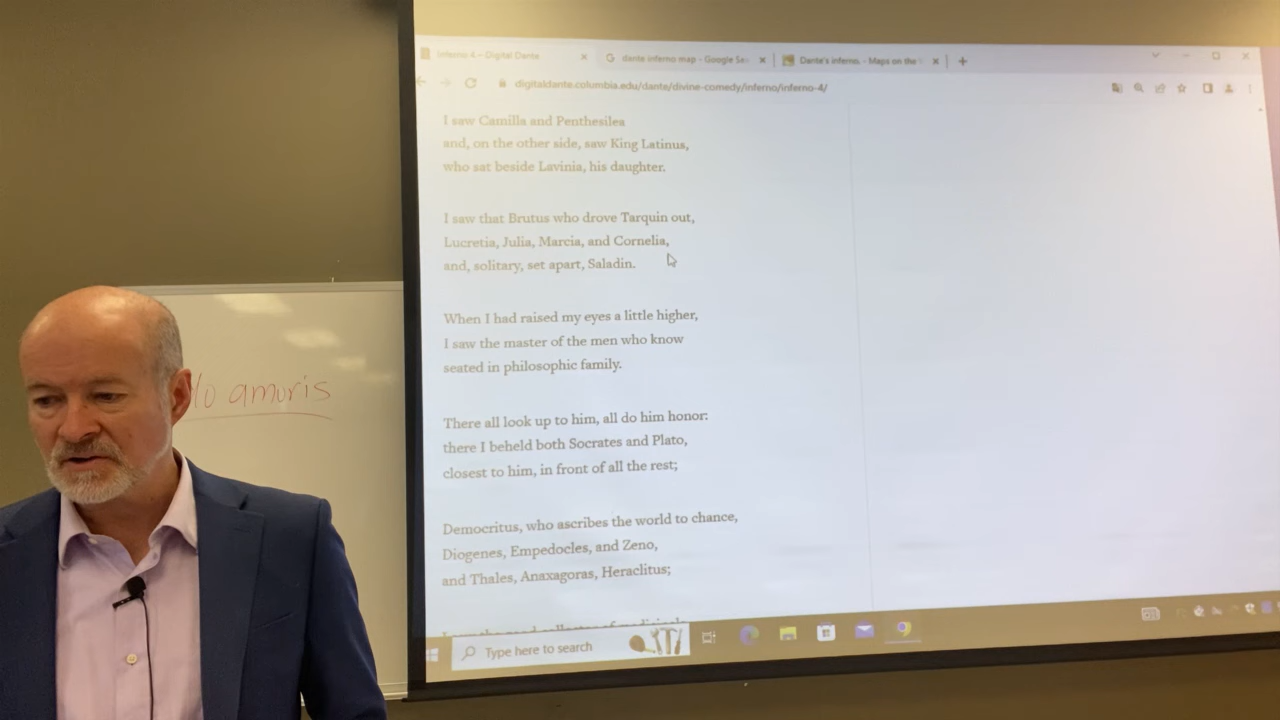 Inferno 4 – Digital Dante
dante inferno map - Google Se
Dante's inferno. - Maps on the
digitaldante.columbia.edu/dante/divine-comedy/inferno/inferno-4/
I saw Camilla and Penthesilea
and, on the other side, saw King Latinus,
who sat beside Lavinia, his daughter.
I saw that Brutus who drove Tarquin out,
Lucretia, Julia, Marcia, and Cornelia,
and, solitary, set apart, Saladin.
When I had raised my eyes a little higher,
I saw the master of the men who know
seated in philosophic family.
There all look up to him, all do him honor:
there I beheld both Socrates and Plato,
closest to him, in front of all the rest;
Democritus, who ascribes the world to chance,
Diogenes, Empedocles, and Zeno,
and Thales, Anaxagoras, Heraclitus;
Type here to search
amoris